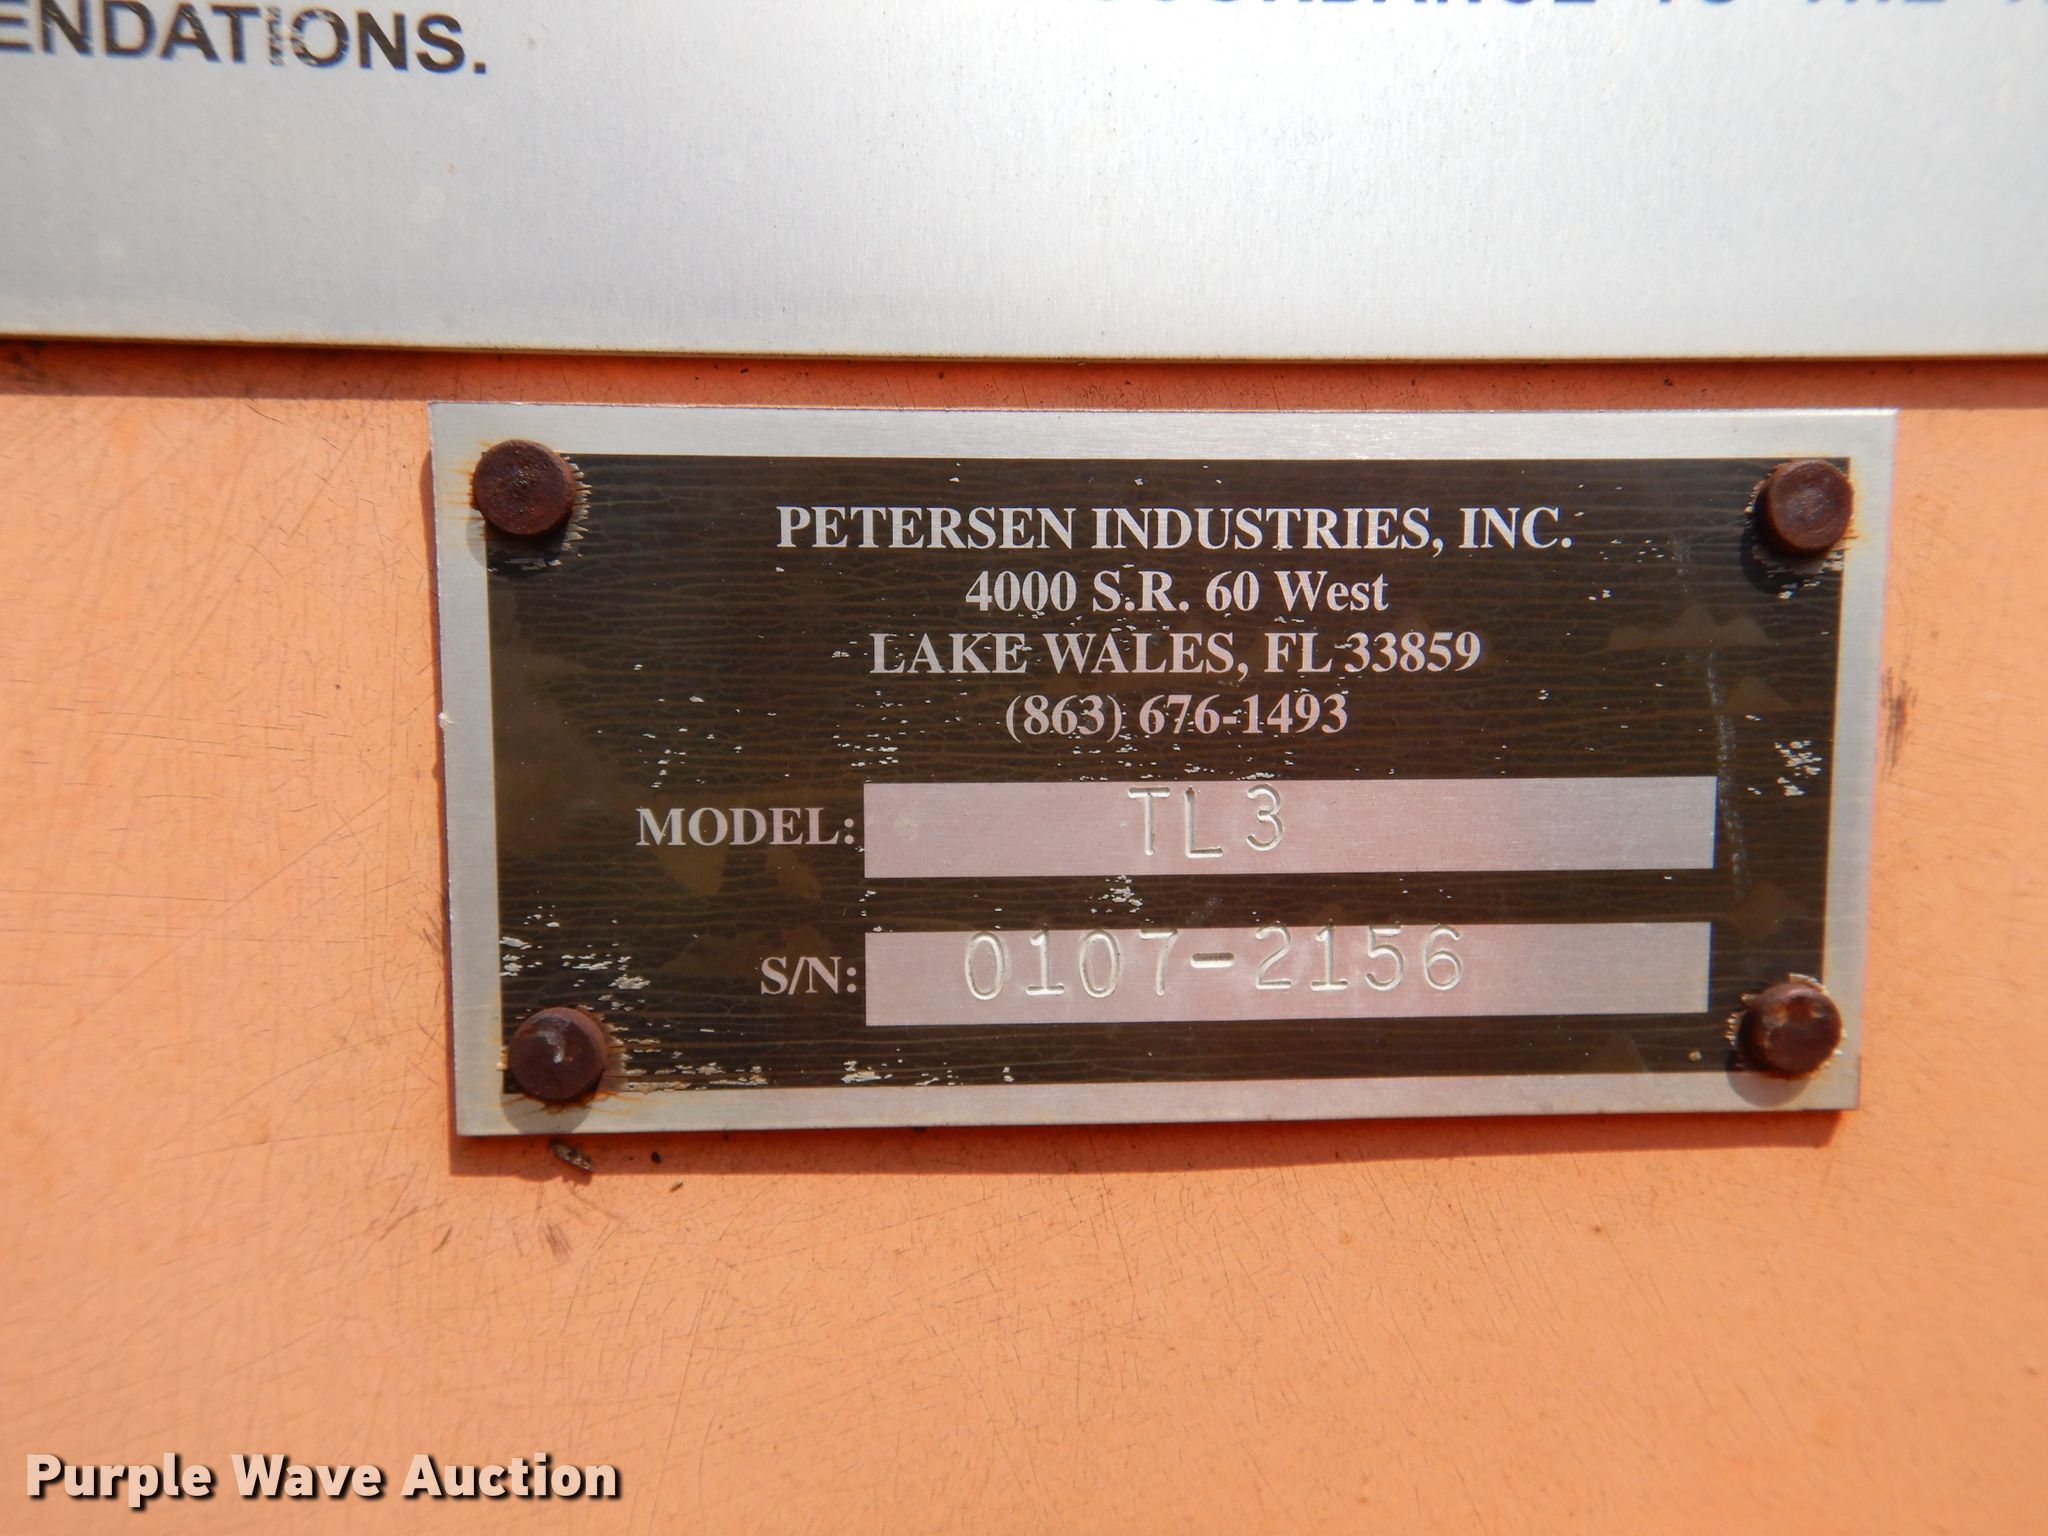 ENDATIONS.
PETERSEN INDUSTRIES, INC.
4000 S.R. 60 West
LAKE WALES, FL 33859
(863) 676-1493
MODEL: TL3
S/N: 0107-2156
Purple Wave Auction